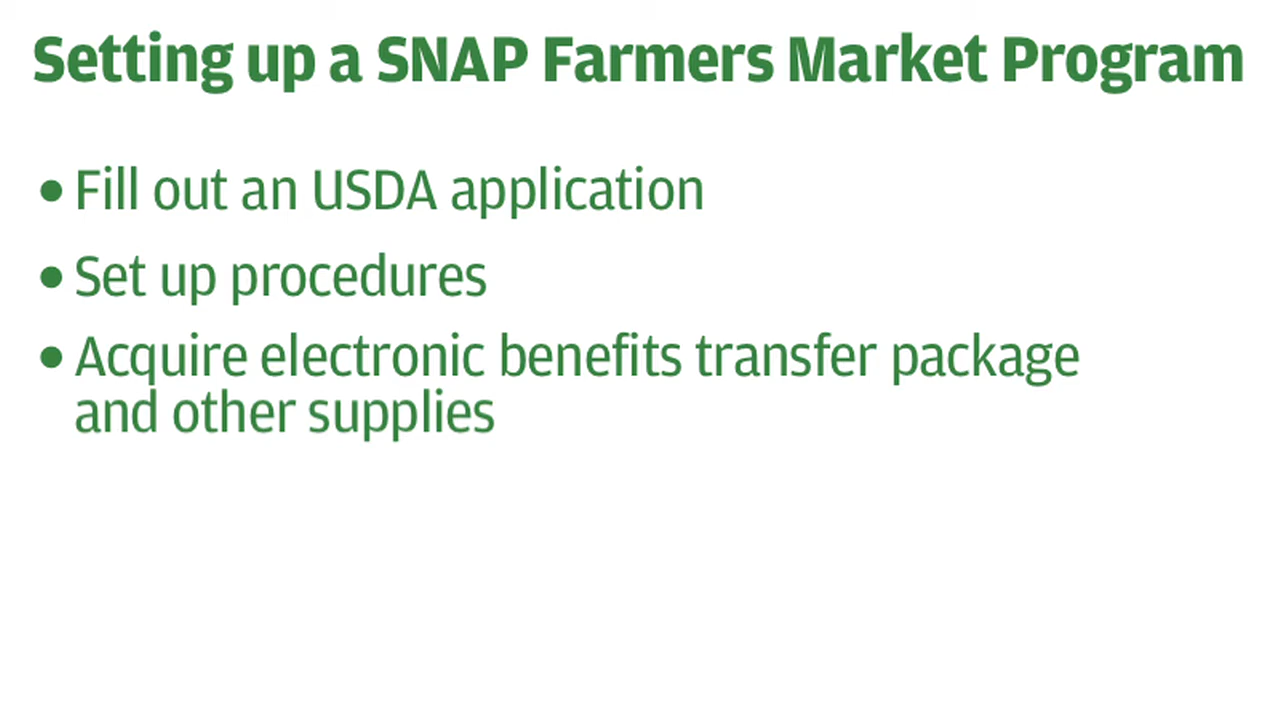 Setting up a SNAP Farmers Market Program
• Fill out an USDA application
• Set up procedures
• Acquire electronic benefits transfer package
and other supplies